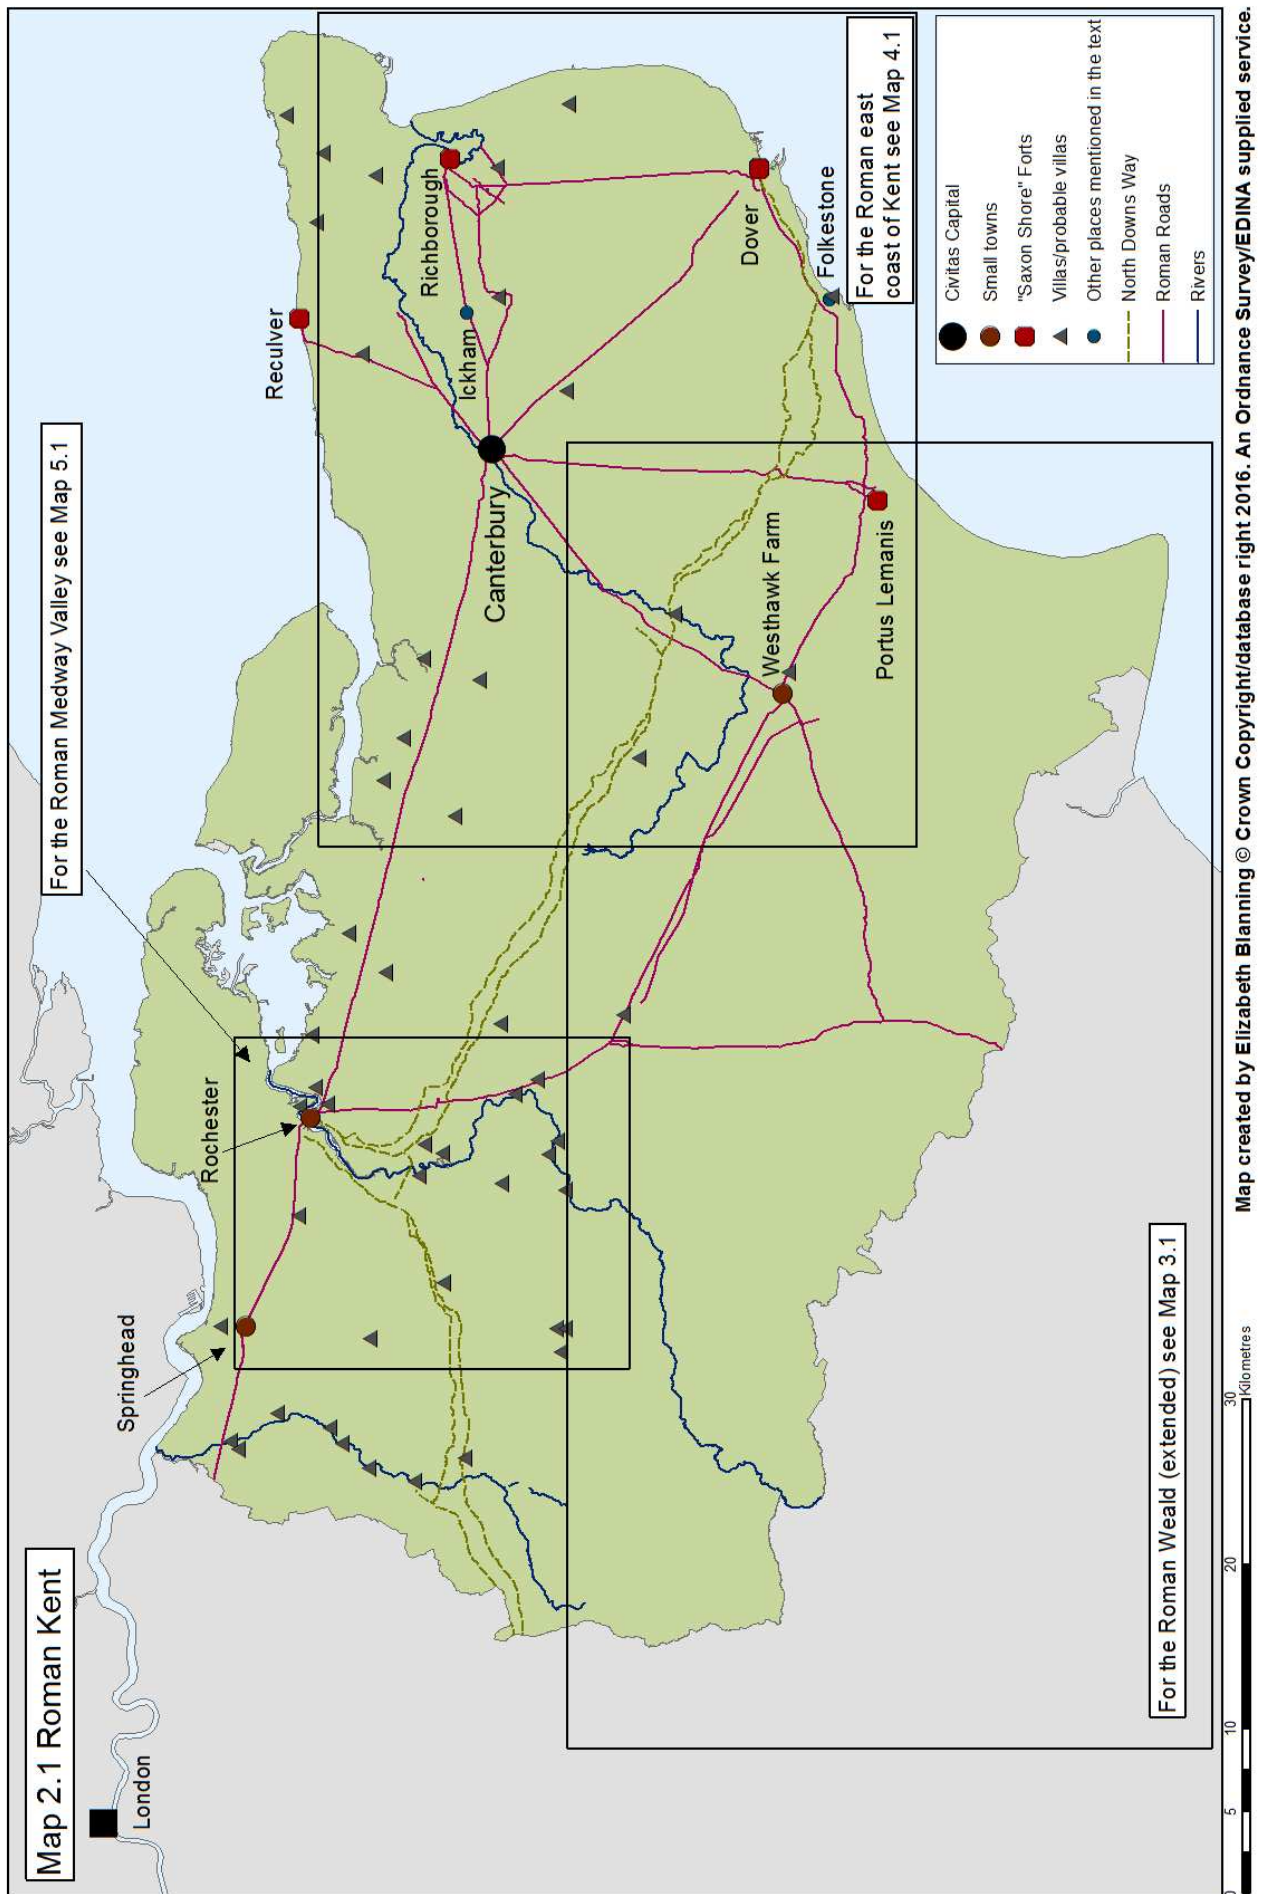 Map 2.1 Roman Kent
London
Springhead
Rochester
For the Roman Medway Valley see Map 5.1
Reculver
Richborough
Ickham
Canterbury
Westhawk Farm
Portus Lemanis
Dover
Folkestone
For the Roman east
coast of Kent see Map 4.1
Civitas Capital
Small towns
"Saxon Shore" Forts
Villas/probable villas
Other places mentioned in the text
North Downs Way
Roman Roads
Rivers
For the Roman Weald (extended) see Map 3.1
0 5 10 20 30
Kilometres
Map created by Elizabeth Blanning © Crown Copyright/database right 2016. An Ordnance Survey/EDINA supplied service.